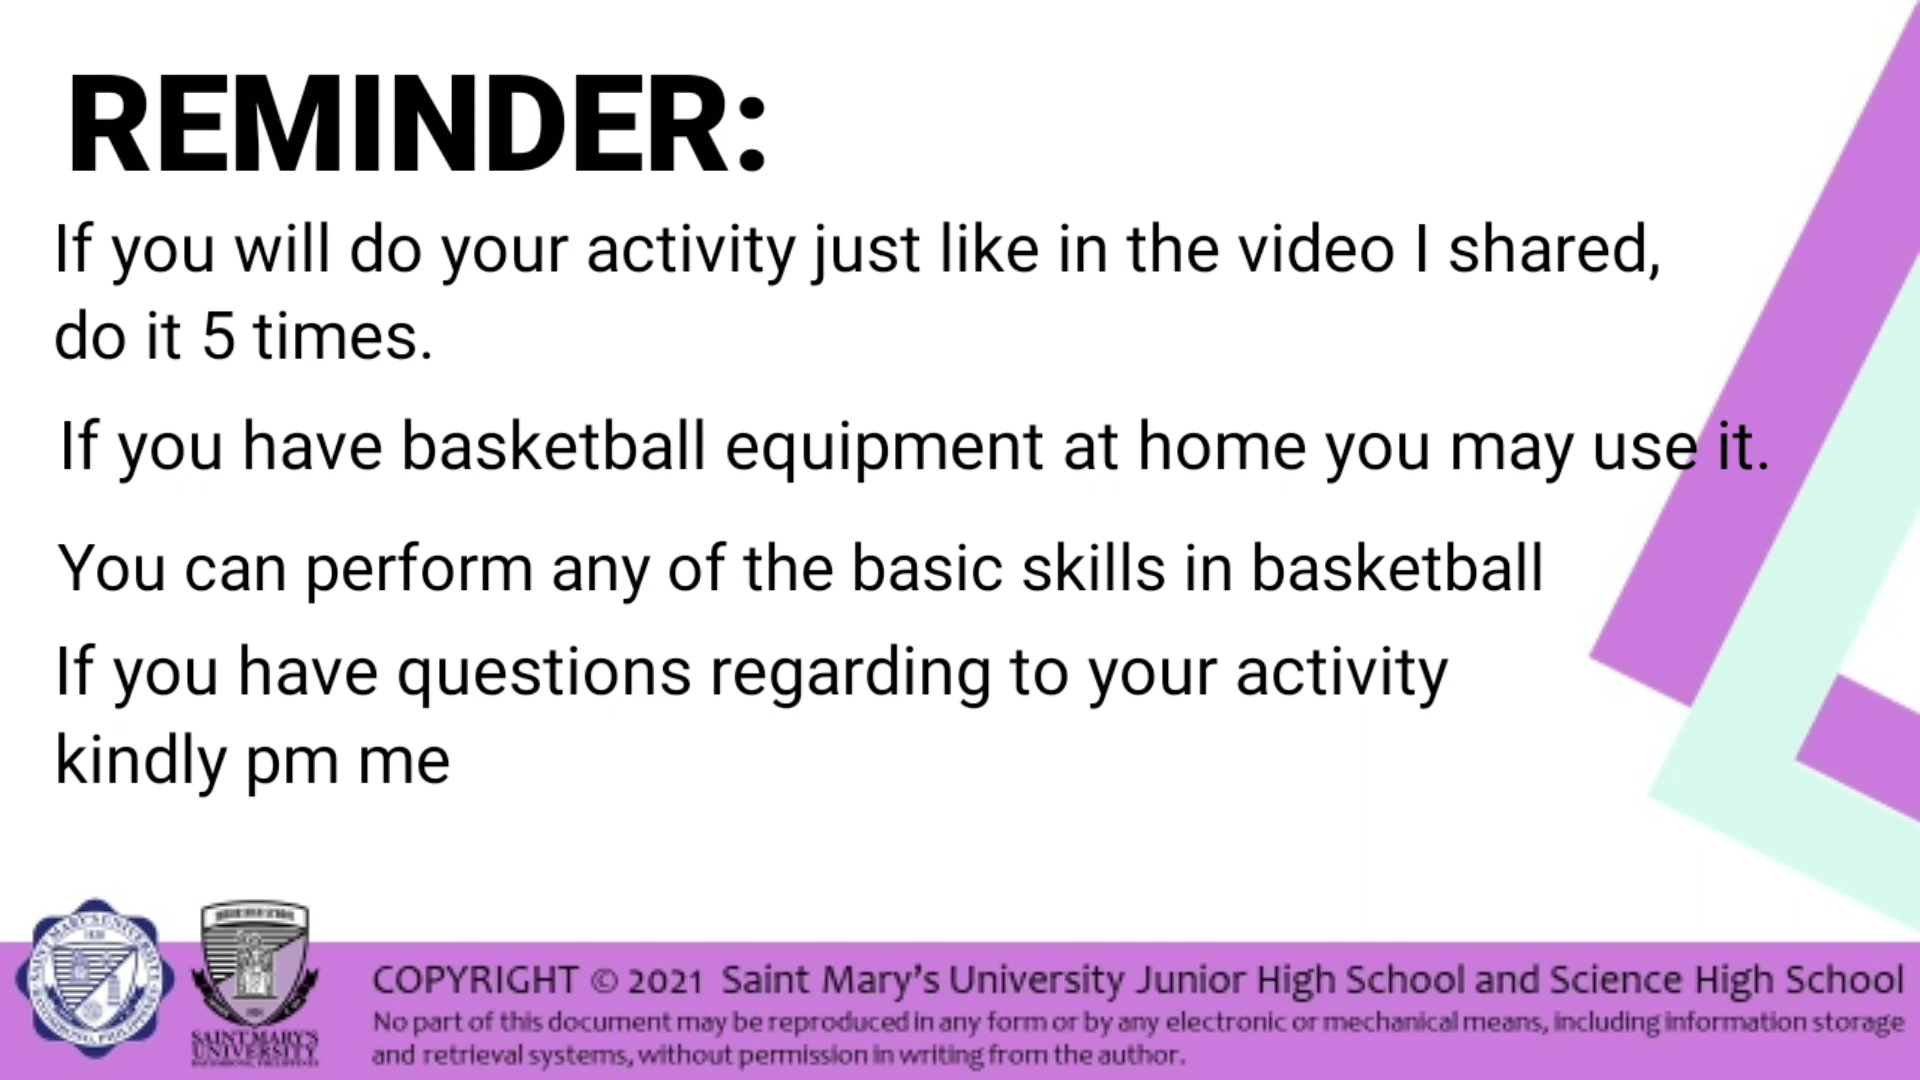 REMINDER:
If you will do your activity just like in the video I shared,
do it 5 times.
If you have basketball equipment at home you may use it.
You can perform any of the basic skills in basketball
If you have questions regarding to your activity
kindly pm me
SAINT MARY'S UNIVERSITY
SAINT MARY'S
UNIVERSITY
COPYRIGHT © 2021 Saint Mary's University Junior High School and Science High School
No part of this document may be reproduced in any form or by any electronic or mechanical means, including information storage
and retrieval systems, without permission in writing from the author.